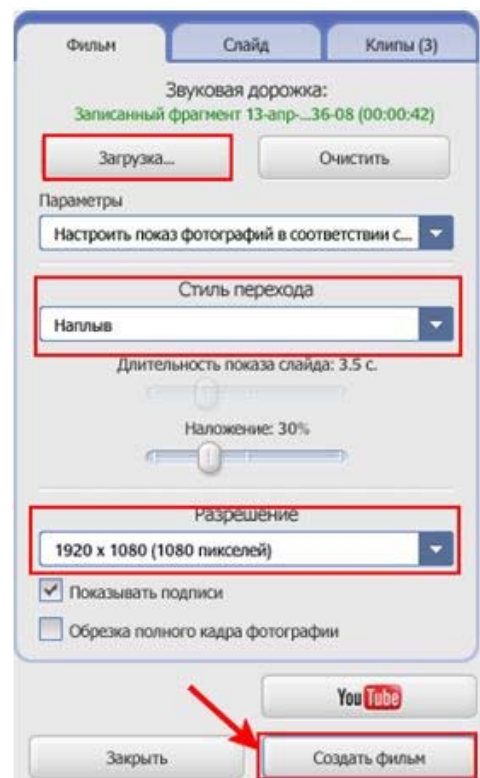 Фильм Слайд Клипы (3)
Звуковая дорожка:
Записанный фрагмент 13-апр-...36-08 (00:00:42)
Загрузка... Очистить
Параметры
Настроить показ фотографий в соответствии с...
Стиль перехода
Наплыв
Длительность показа слайда: 3.5 с.
Наложение: 30%
Разрешение
1920 x 1080 (1080 пикселей)
Показывать подписи
Обрезка полного кадра фотографии
YouTube
Закрыть Создать фильм